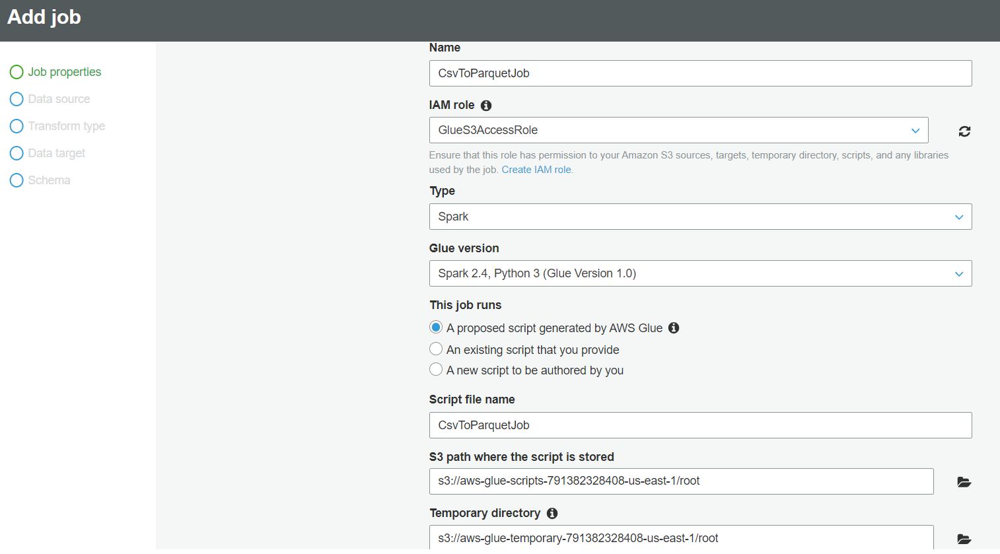 Add job
Job properties
Data source
Transform type
Data target
Schema
Name
CsvToParquetJob
IAM role
GlueS3AccessRole
Ensure that this role has permission to your Amazon S3 sources, targets, temporary directory, scripts, and any libraries
used by the job. Create IAM role.
Type
Spark
Glue version
Spark 2.4, Python 3 (Glue Version 1.0)
This job runs
A proposed script generated by AWS Glue
An existing script that you provide
A new script to be authored by you
Script file name
CsvToParquetJob
S3 path where the script is stored
s3://aws-glue-scripts-791382328408-us-east-1/root
Temporary directory
s3://aws-glue-temporary-791382328408-us-east-1/root